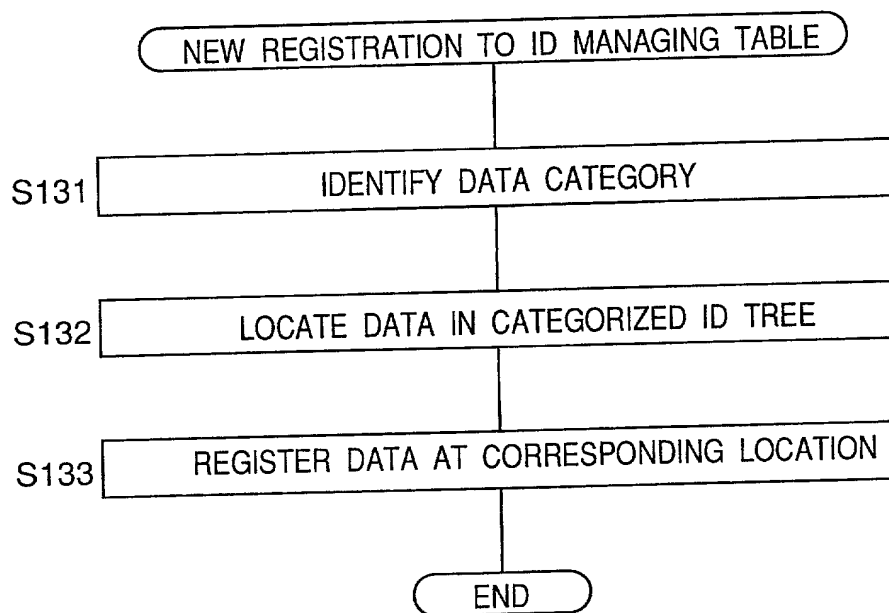 NEW REGISTRATION TO ID MANAGING TABLE
S131
IDENTIFY DATA CATEGORY
S132
LOCATE DATA IN CATEGORIZED ID TREE
S133
REGISTER DATA AT CORRESPONDING LOCATION
END